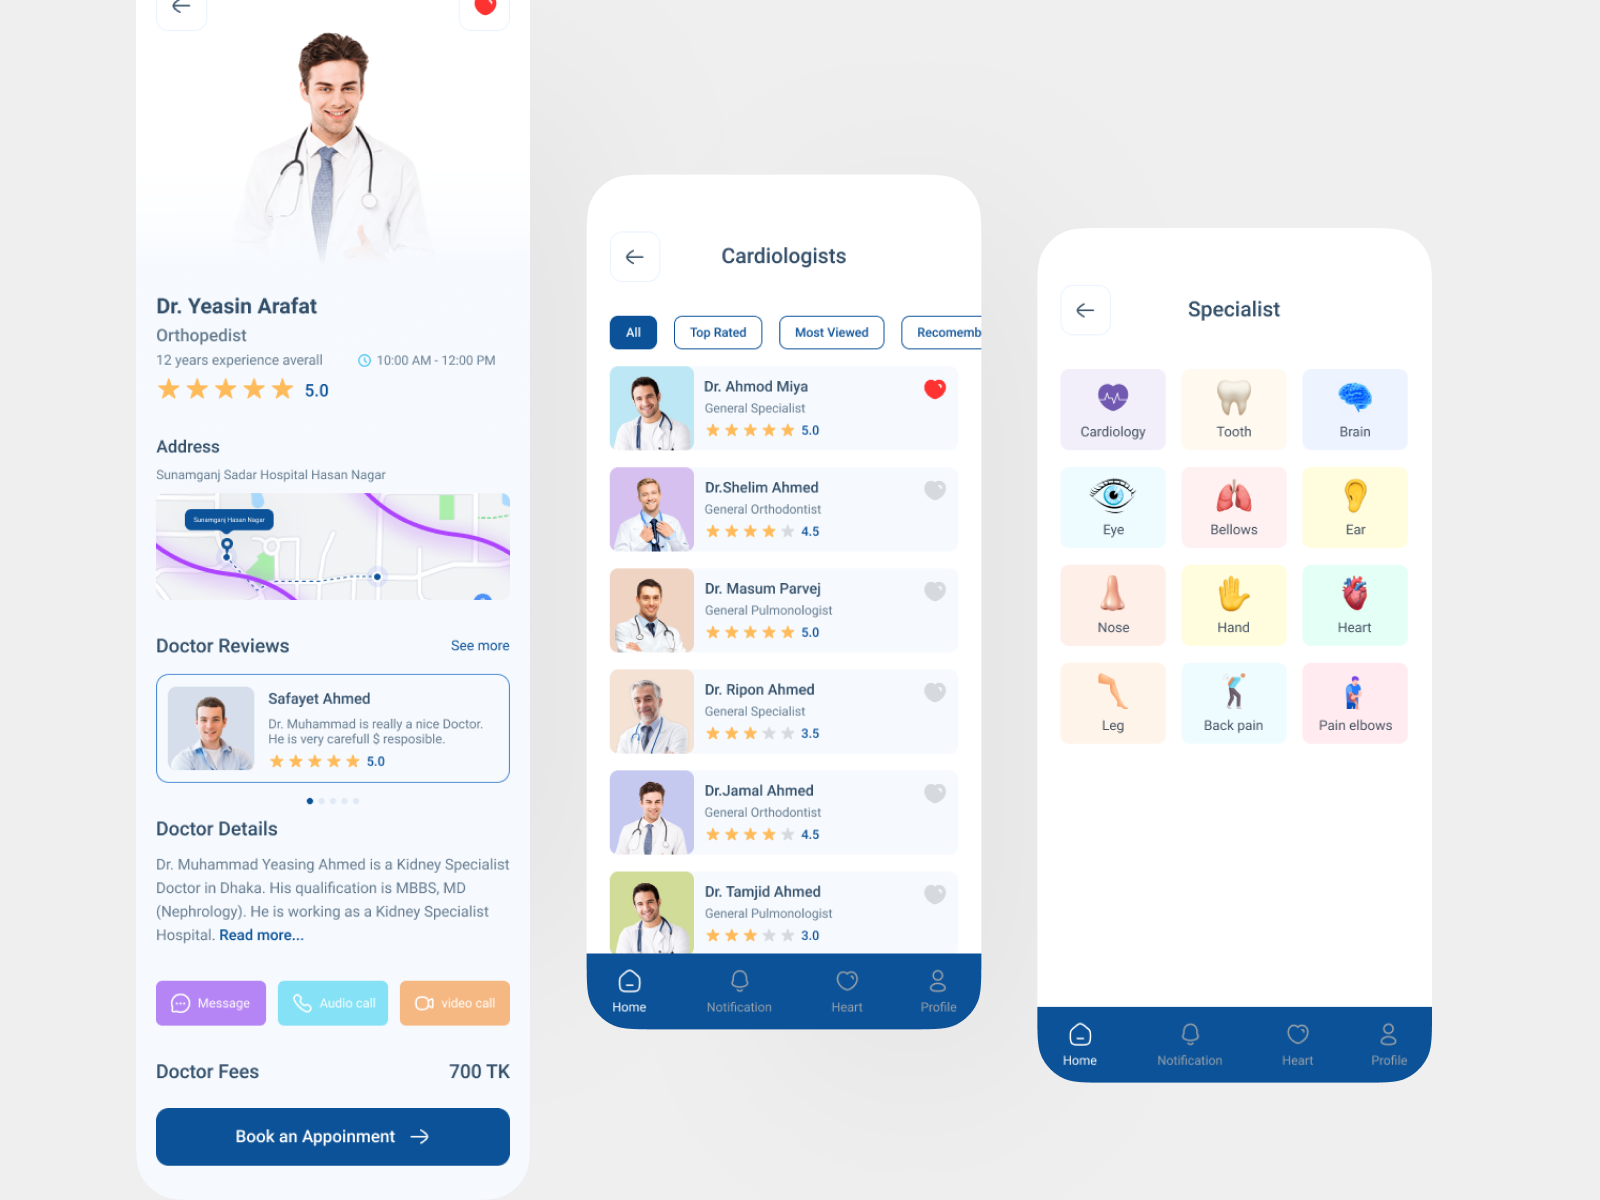 Dr. Yeasin Arafat
Orthopedist
12 years experience averall
10:00 AM - 12:00 PM
5.0
Address
Sunamganj Sadar Hospital Hasan Nagar
Sunamganj Hasan Nagar
Doctor Reviews
See more
Safayet Ahmed
Dr. Muhammad is really a nice Doctor.
He is very carefull $ resposible.
5.0
Doctor Details
Dr. Muhammad Yeasing Ahmed is a Kidney Specialist
Doctor in Dhaka. His qualification is MBBS, MD
(Nephrology). He is working as a Kidney Specialist
Hospital. Read more...
Message
Audio call
video call
Doctor Fees
700 TK
Book an Appoinment
Cardiologists
All
Top Rated
Most Viewed
Recomemb
Dr. Ahmod Miya
General Specialist
5.0
Dr.Shelim Ahmed
General Orthodontist
4.5
Dr. Masum Parvej
General Pulmonologist
5.0
Dr. Ripon Ahmed
General Specialist
3.5
Dr.Jamal Ahmed
General Orthodontist
4.5
Dr. Tamjid Ahmed
General Pulmonologist
3.0
Home
Notification
Heart
Profile
Specialist
Cardiology
Tooth
Brain
Eye
Bellows
Ear
Nose
Hand
Heart
Leg
Back pain
Pain elbows
Home
Notification
Heart
Profile